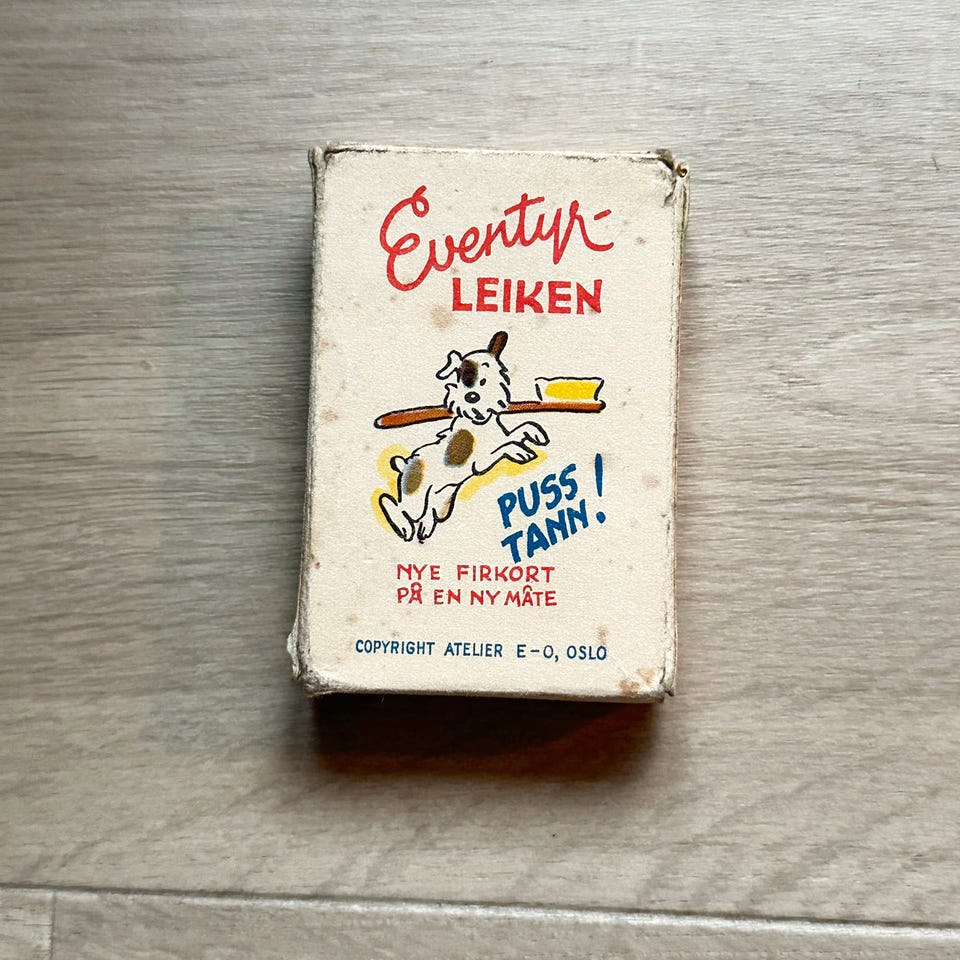 Eventyr-
LEIKEN
PUSS
TANN!
NYE FIRKORT
PÅ EN NY MÅTE
COPYRIGHT ATELIER E-O, OSLO